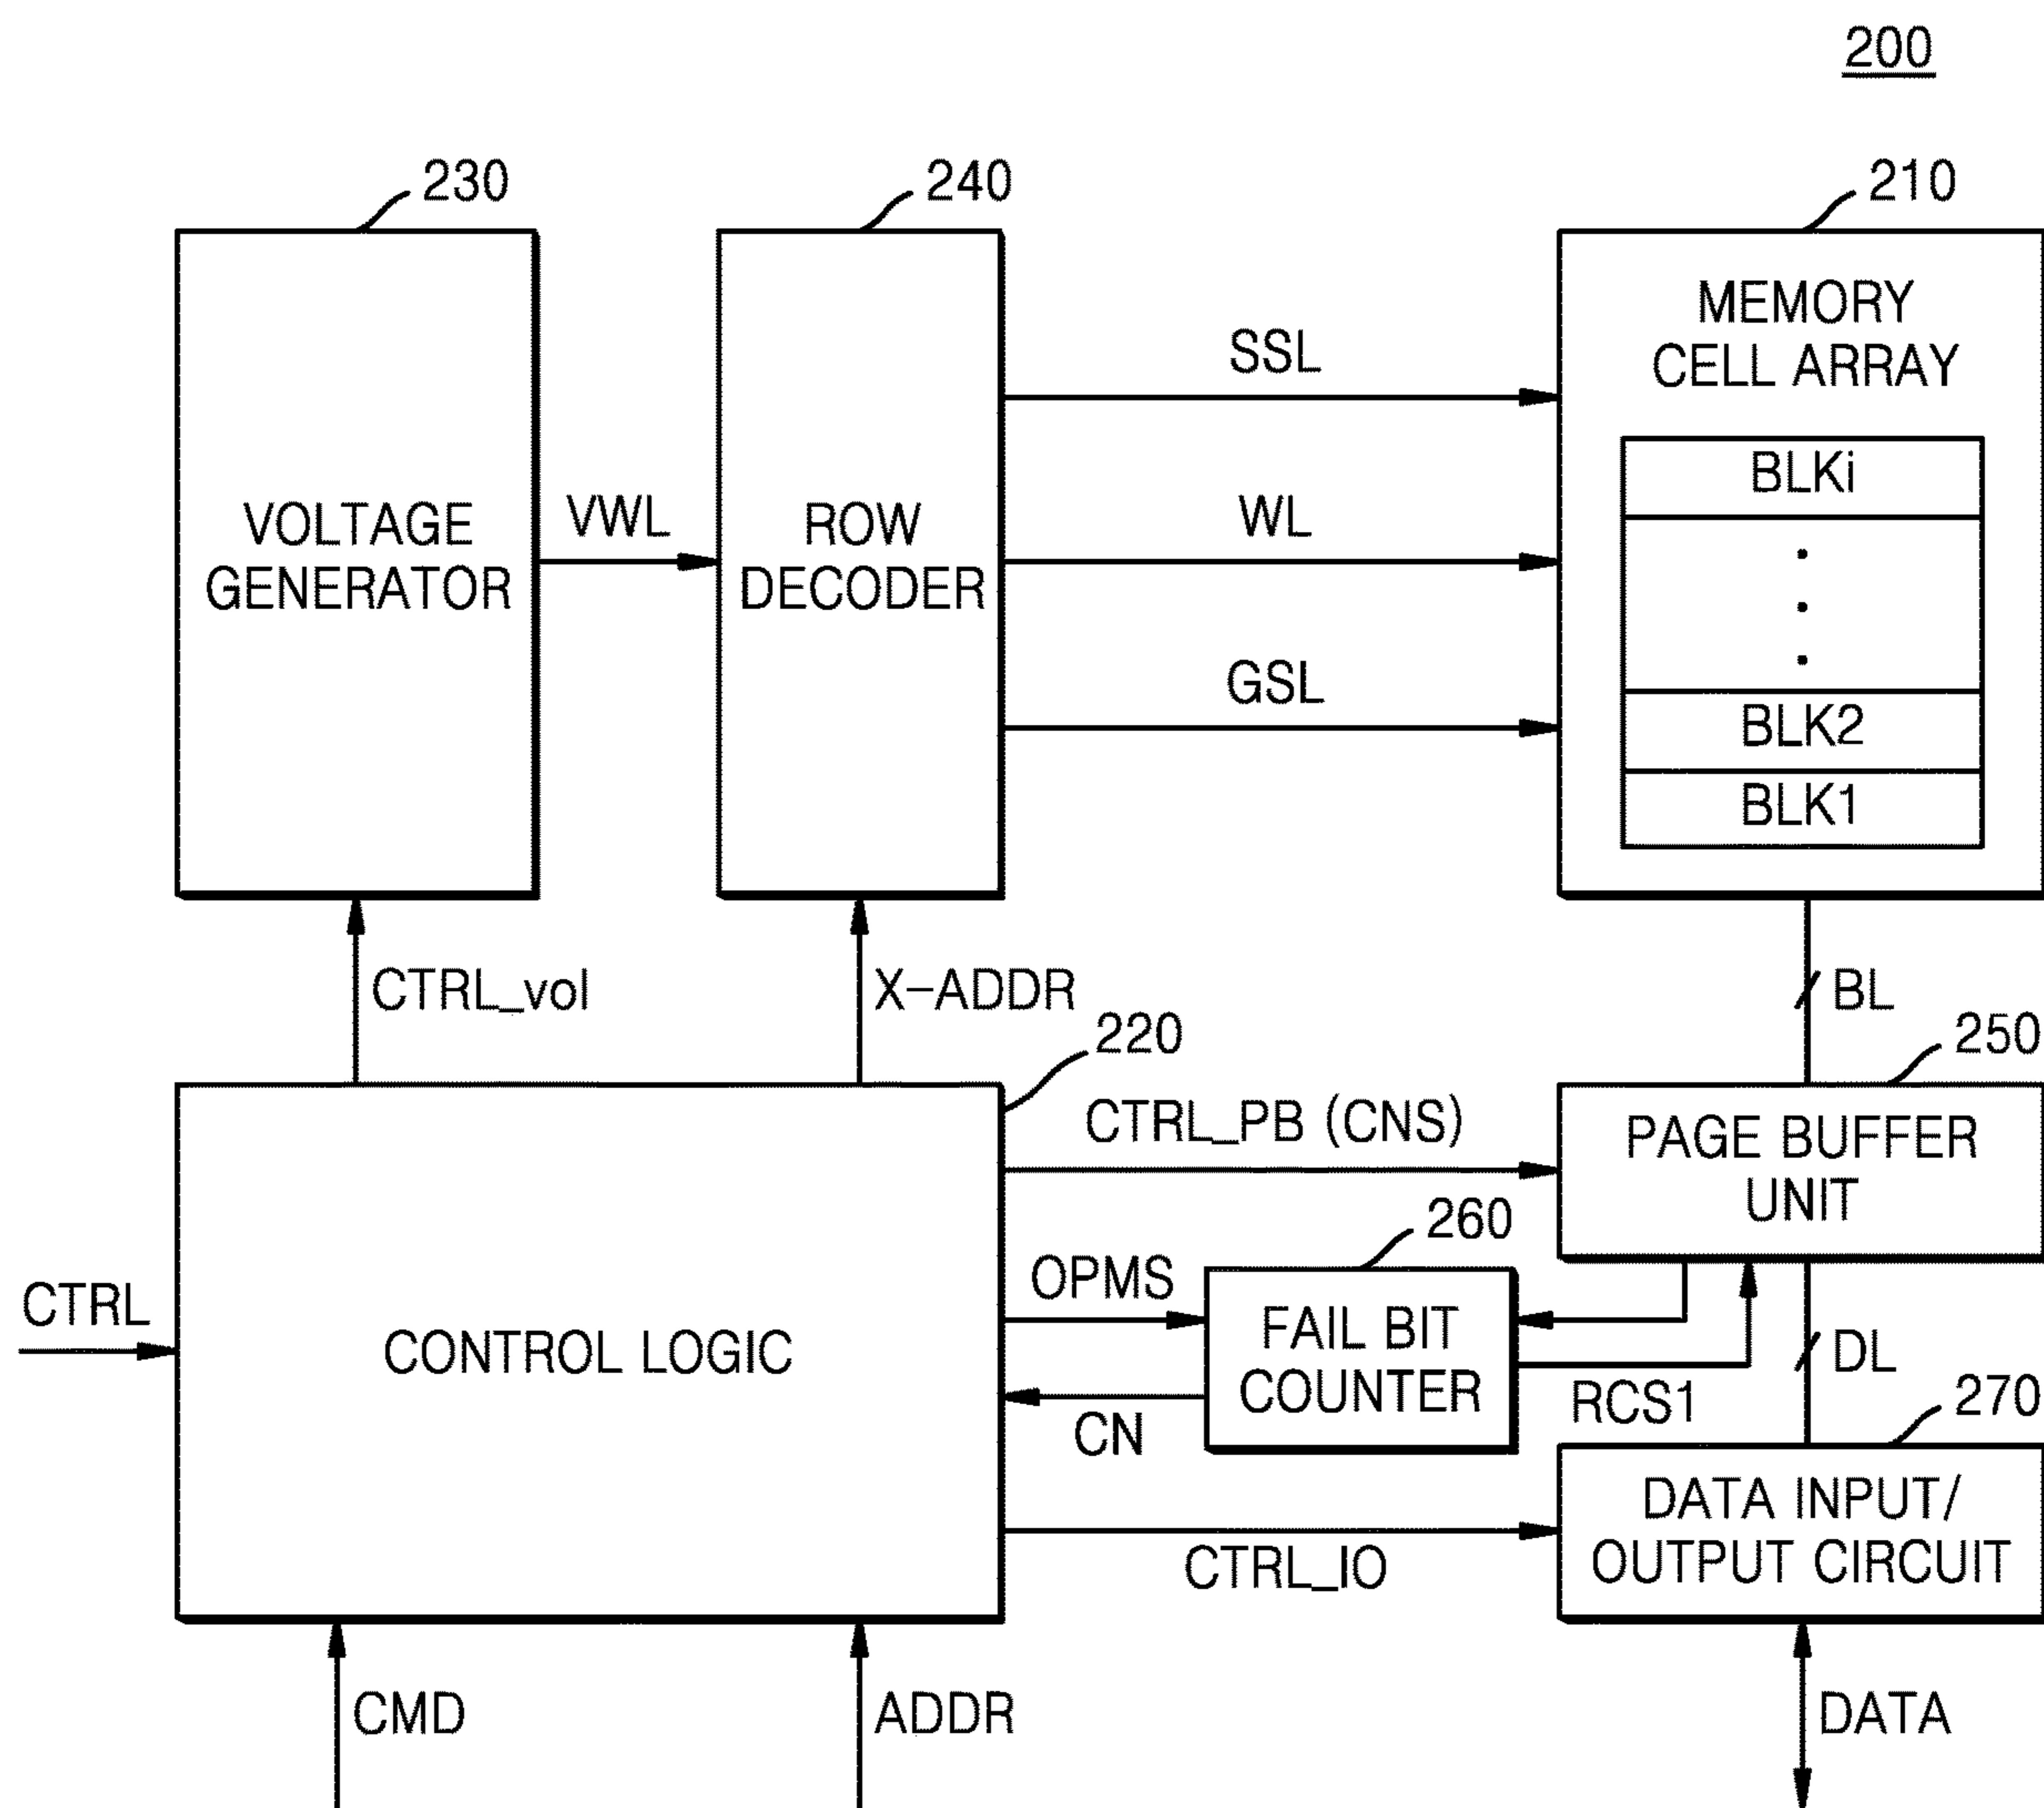 200
230
240
210
VOLTAGE
GENERATOR
VWL
ROW
DECODER
SSL
WL
GSL
MEMORY
CELL ARRAY
BLKi
BLK2
BLK1
CTRL_vol
X-ADDR
BL
220
250
CTRL_PB (CNS)
PAGE BUFFER
UNIT
CTRL
CONTROL LOGIC
OPMS
CN
260
FAIL BIT
COUNTER
RCS1
DL
270
CTRL_IO
DATA INPUT/
OUTPUT CIRCUIT
CMD
ADDR
DATA